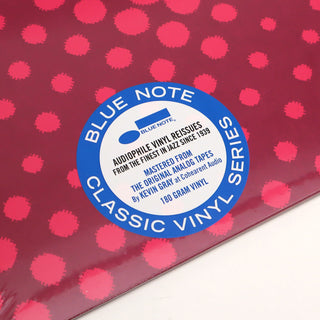 BLUE NOTE
BLUE NOTE.
AUDIOPHILE VINYL REISSUES
FROM THE FINEST IN JAZZ SINCE 1939
MASTERED FROM
THE ORIGINAL ANALOG TAPES
By KEVIN GRAY at Cohearent Audio
180 GRAM VINYL
CLASSIC VINYL SERIES